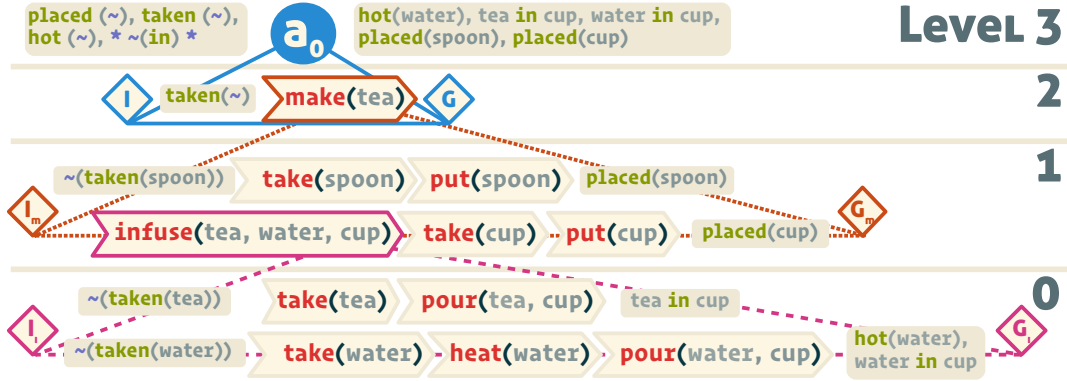 placed (~), taken (~),
hot (~), * ~(in) *
a0
hot(water), tea in cup, water in cup,
placed(spoon), placed(cup)
Level 3
I
taken(~)
make(tea)
G
2
~(taken(spoon))
take(spoon)
put(spoon)
placed(spoon)
1
Im
infuse(tea, water, cup)
take(cup)
put(cup)
placed(cup)
Gm
~(taken(tea))
take(tea)
pour(tea, cup)
tea in cup
0
Ii
~(taken(water))
take(water)
heat(water)
pour(water, cup)
hot(water),
water in cup
Gi